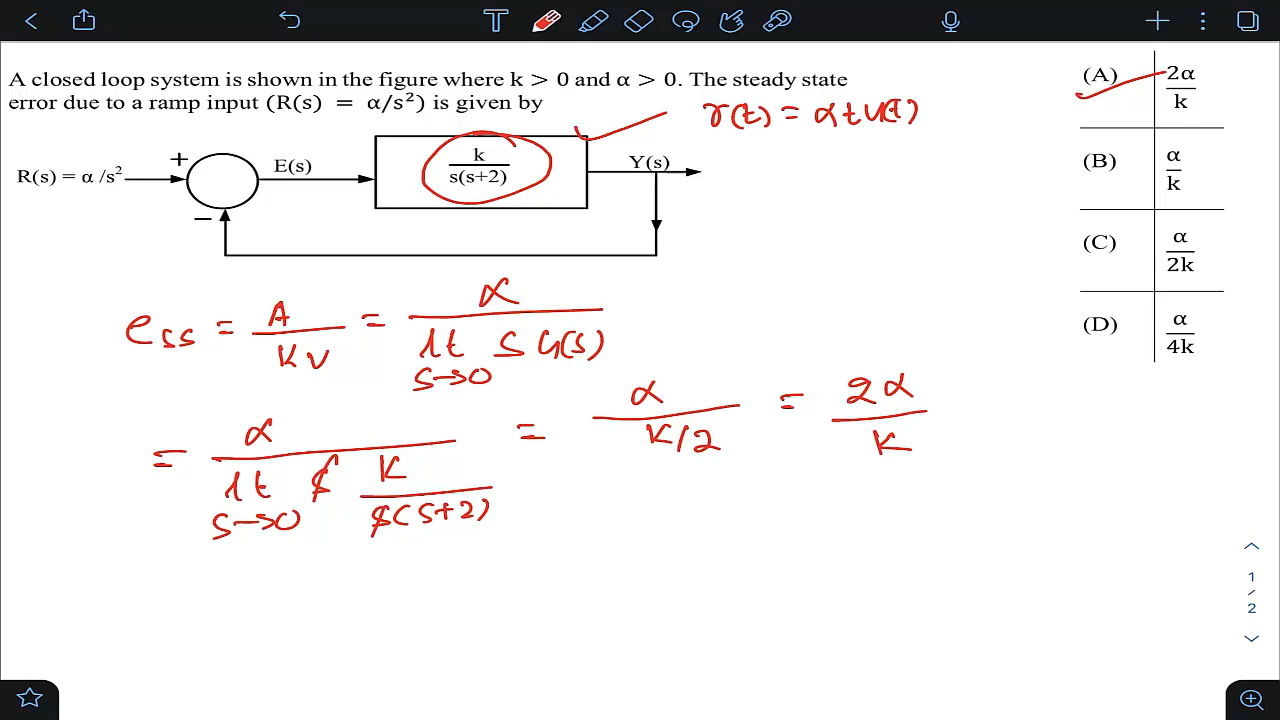 A closed loop system is shown in the figure where k > 0 and α > 0. The steady state
error due to a ramp input (R(s) = α/s²) is given by
r(t) = αtu(t)
R(s) = α /s²
+
−
E(s)
k
s(s+2)
Y(s)
(A) 2α
k
(B) α
k
(C) α
2k
(D) α
4k
ess = A / Kv = α / lt s→0 S G(s)
= α / lt s→0 $ K / $(S+2) = α / K/2 = 2α / K
1
/
2
T